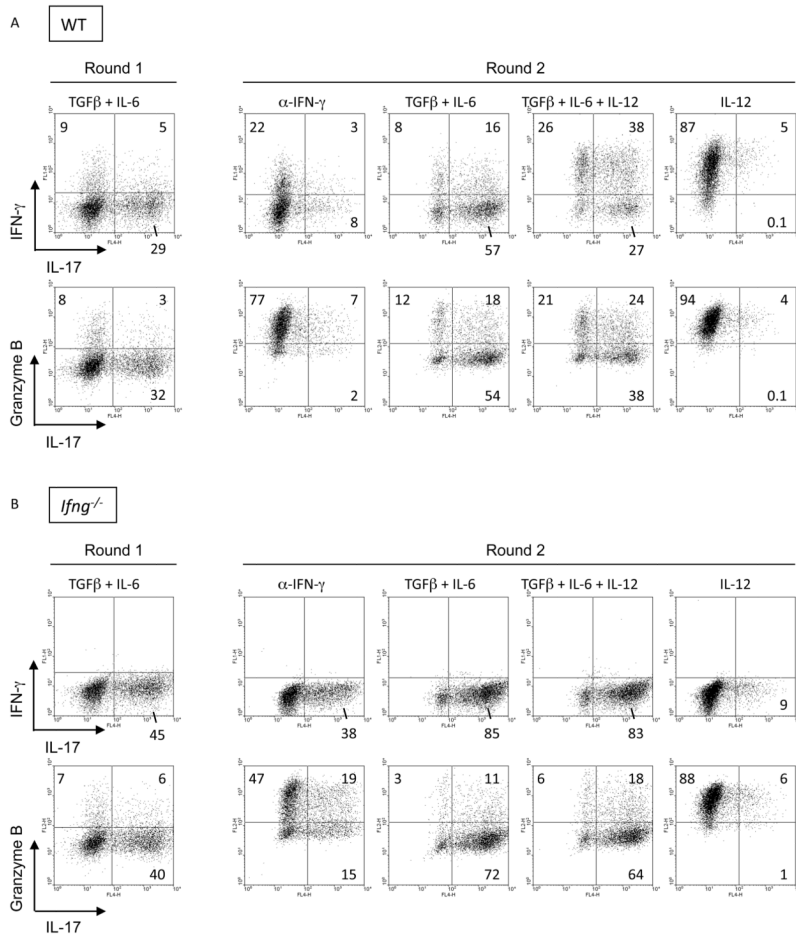 A WT
Round 1 Round 2
TGFβ + IL-6 α-IFN-γ TGFβ + IL-6 TGFβ + IL-6 + IL-12 IL-12
9 5 22 3 8 16 26 38 87 5
IFN-γ
8 0.1
IL-17 29 57 27
8 3 77 7 12 18 21 24 94 4
Granzyme B
32 2 54 38 0.1
IL-17
B Ifng-/-
Round 1 Round 2
TGFβ + IL-6 α-IFN-γ TGFβ + IL-6 TGFβ + IL-6 + IL-12 IL-12
IFN-γ
9
IL-17 45 38 85 83
7 6 47 19 3 11 6 18 88 6
Granzyme B
40 15 72 64 1
IL-17